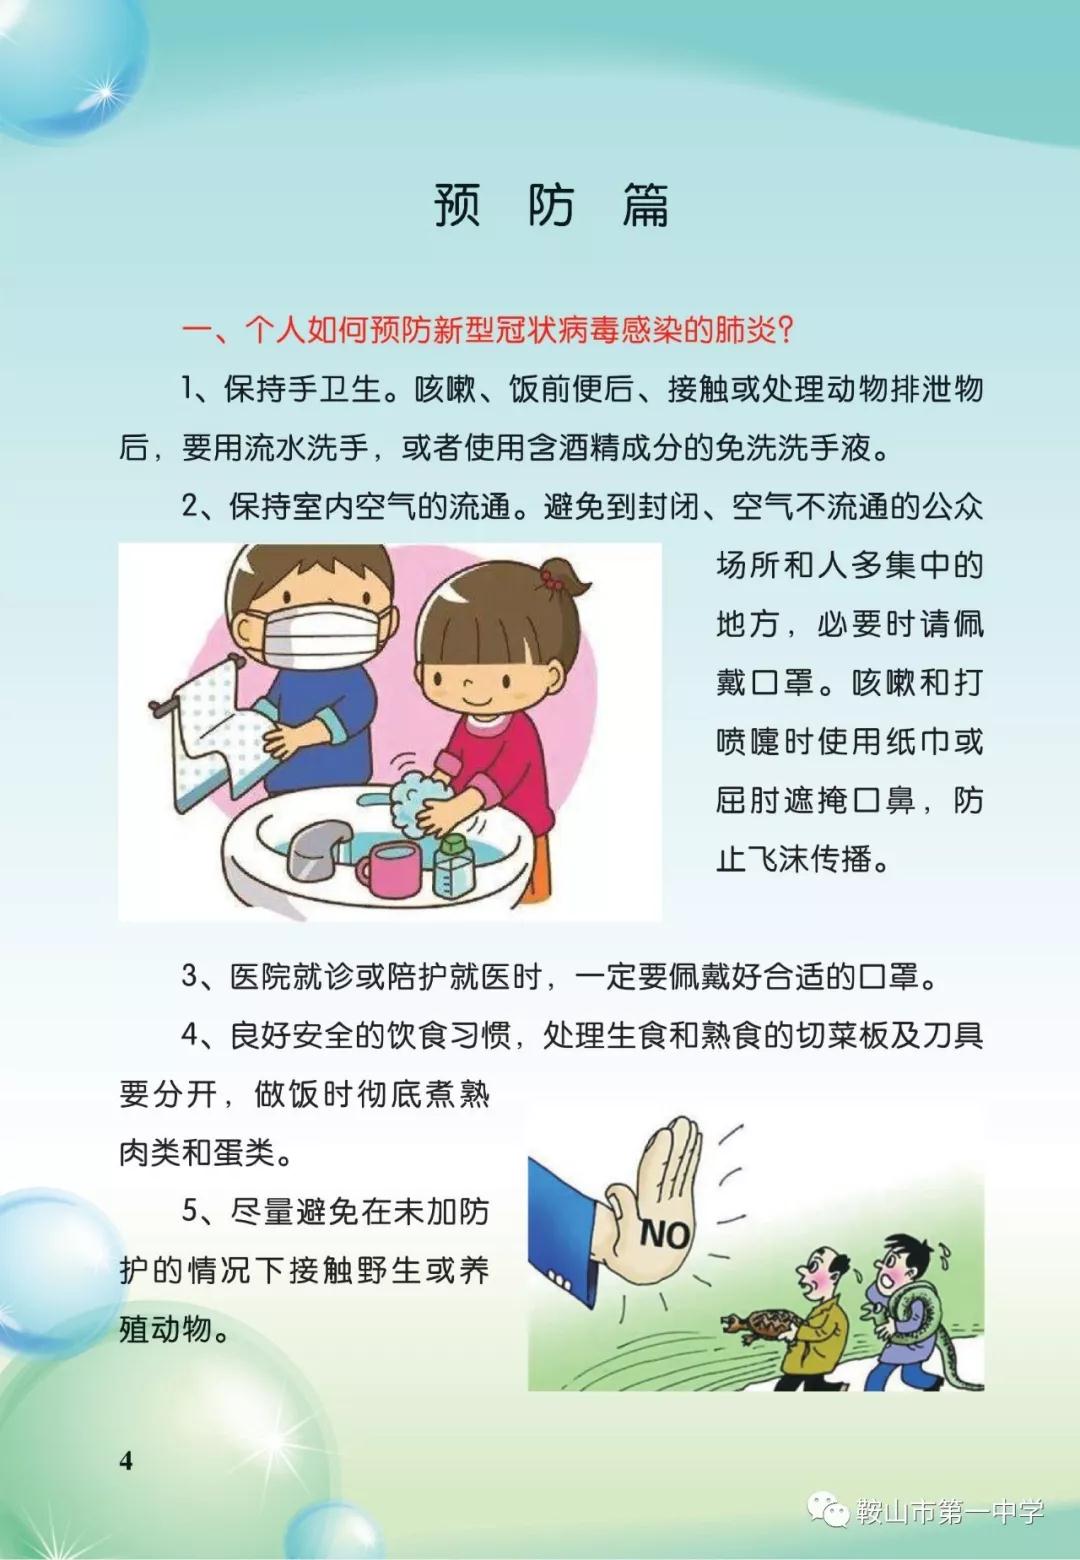 预 防 篇
一、个人如何预防新型冠状病毒感染的肺炎？
1、保持手卫生。咳嗽、饭前便后、接触或处理动物排泄物
后，要用流水洗手，或者使用含酒精成分的免洗洗手液。
2、保持室内空气的流通。避免到封闭、空气不流通的公众
场所和人多集中的
地方，必要时请佩
戴口罩。咳嗽和打
喷嚏时使用纸巾或
屈肘遮掩口鼻，防
止飞沫传播。
3、医院就诊或陪护就医时，一定要佩戴好合适的口罩。
4、良好安全的饮食习惯，处理生食和熟食的切菜板及刀具
要分开，做饭时彻底煮熟
肉类和蛋类。
5、尽量避免在未加防
护的情况下接触野生或养
殖动物。
NO
4
鞍山市第一中学